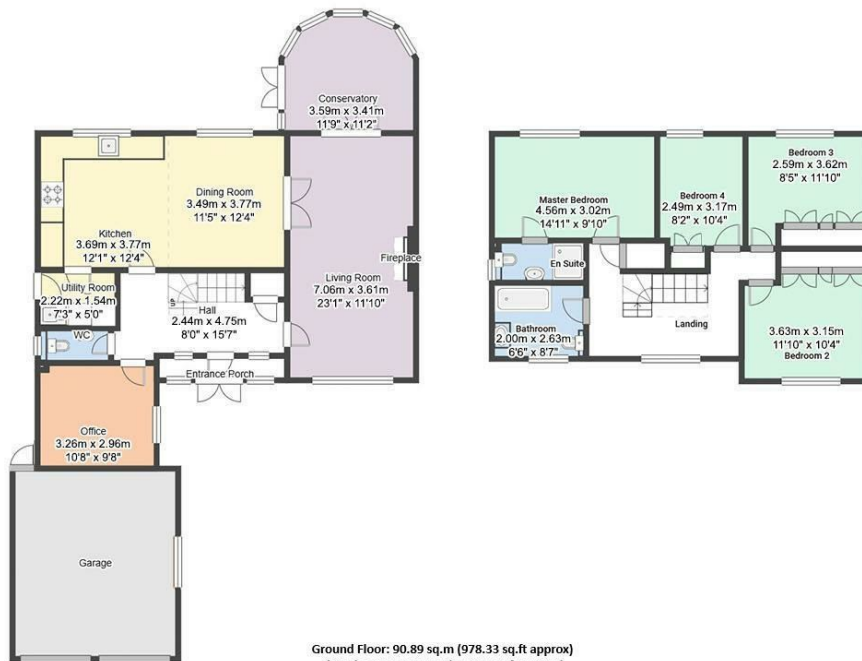 Conservatory
3.59m x 3.41m
11'9" x 11'2"
Dining Room
3.49m x 3.77m
11'5" x 12'4"
Kitchen
3.69m x 3.77m
12'1" x 12'4"
Living Room
7.06m x 3.61m
23'1" x 11'10"
Fireplace
Utility Room
2.22m x 1.54m
7'3" x 5'0"
Hall
2.44m x 4.75m
8'0" x 15'7"
WC
Entrance Porch
Office
3.26m x 2.96m
10'8" x 9'8"
Garage
Master Bedroom
4.56m x 3.02m
14'11" x 9'10"
Bedroom 4
2.49m x 3.17m
8'2" x 10'4"
Bedroom 3
2.59m x 3.62m
8'5" x 11'10"
En Suite
Bathroom
2.00m x 2.63m
6'6" x 8'7"
Landing
3.63m x 3.15m
11'10" x 10'4"
Bedroom 2
Ground Floor: 90.89 sq.m (978.33 sq.ft approx)